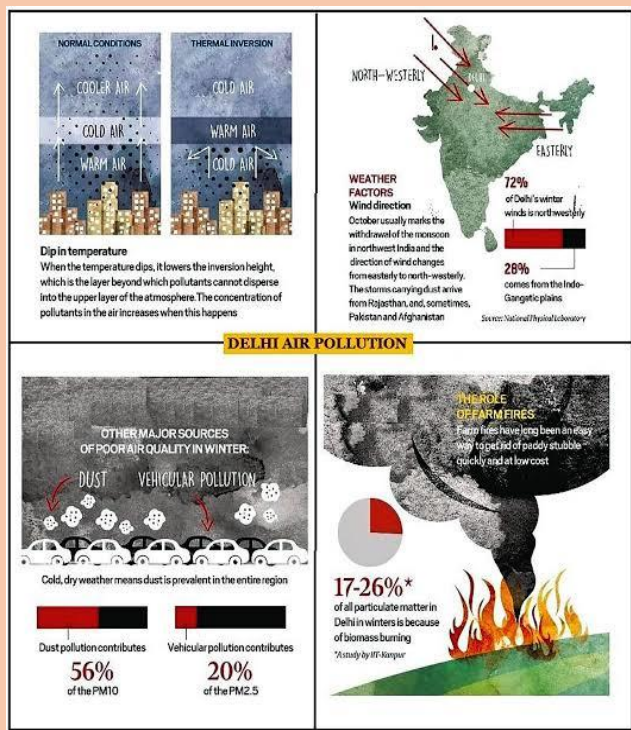 NORMAL CONDITIONS
COOLER AIR
COLD AIR
WARM AIR
THERMAL INVERSION
COLD AIR
WARM AIR
COLD AIR
Dip in temperature
When the temperature dips, it lowers the inversion height,
which is the layer beyond which pollutants cannot disperse
into the upper layer of the atmosphere. The concentration of
pollutants in the air increases when this happens
NORTH-WESTERLY
DELHI
EASTERLY
WEATHER
FACTORS
Wind direction
October usually marks the
withdrawal of the monsoon
in northwest India and the
direction of wind changes
from easterly to north-westerly.
The storms carrying dust arrive
from Rajasthan, and, sometimes,
Pakistan and Afghanistan
72%
of Delhi's winter
winds is northwesterly
28%
comes from the Indo-
Gangetic plains
Source: National Physical Laboratory
DELHI AIR POLLUTION
OTHER MAJOR SOURCES
OF POOR AIR QUALITY IN WINTER:
DUST
VEHICULAR POLLUTION
Cold, dry weather means dust is prevalent in the entire region
Dust pollution contributes
56%
of the PM10
Vehicular pollution contributes
20%
of the PM2.5
THE ROLE
OF FARM FIRES
Farm fires have long been an easy
way to get rid of paddy stubble
quickly and at low cost
17-26%*
of all particulate matter in
Delhi in winters is because
of biomass burning
*A study by IIT-Kanpur